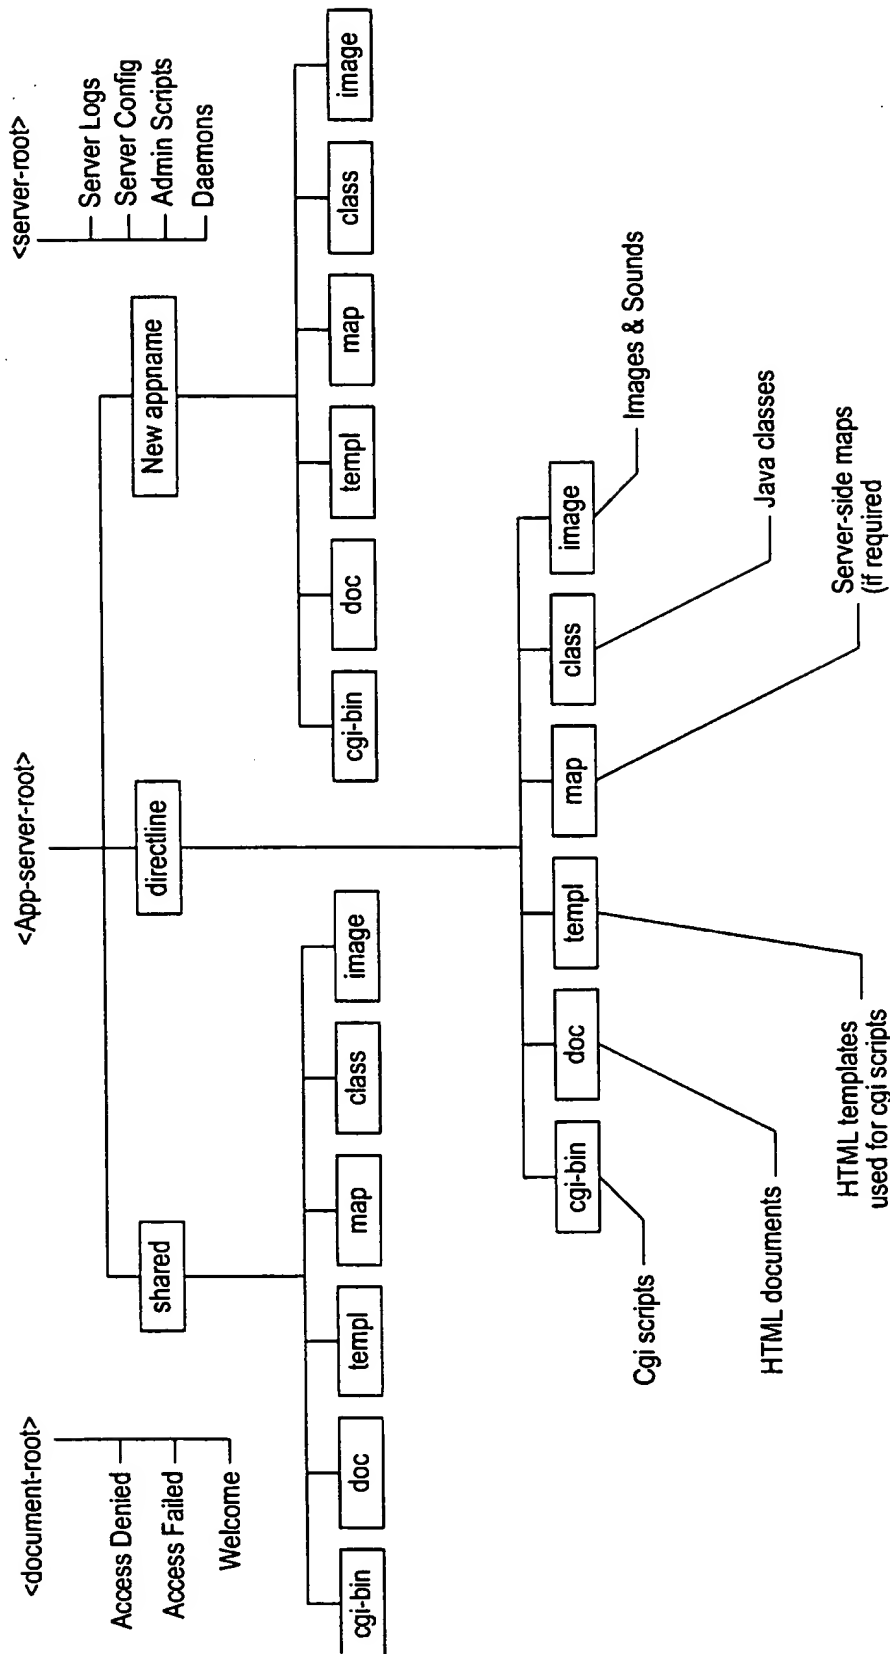 <document-root>
Access Denied
Access Failed
Welcome
<App-server-root>
<server-root>
Server Logs
Server Config
Admin Scripts
Daemons
shared
directline
New appname
cgi-bin
doc
templ
map
class
image
cgi-bin
doc
templ
map
class
image
cgi-bin
doc
templ
map
class
image
Cgi scripts
HTML documents
HTML templates
used for cgi scripts
Server-side maps
(if required
Java classes
Images & Sounds